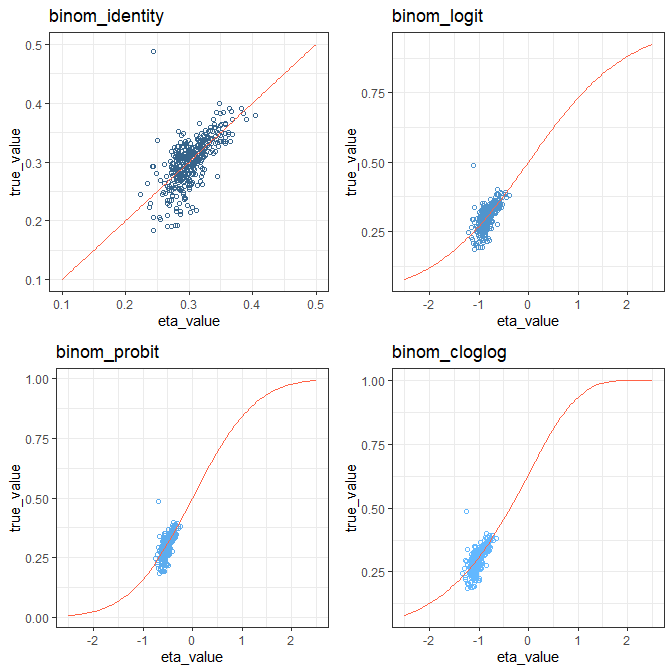 binom_identity
true_value
0.5
0.4
0.3
0.2
0.1
0.1 0.2 0.3 0.4 0.5
eta_value
binom_logit
true_value
0.75
0.50
0.25
-2 -1 0 1 2
eta_value
binom_probit
true_value
1.00
0.75
0.50
0.25
0.00
-2 -1 0 1 2
eta_value
binom_cloglog
true_value
1.00
0.75
0.50
0.25
-2 -1 0 1 2
eta_value